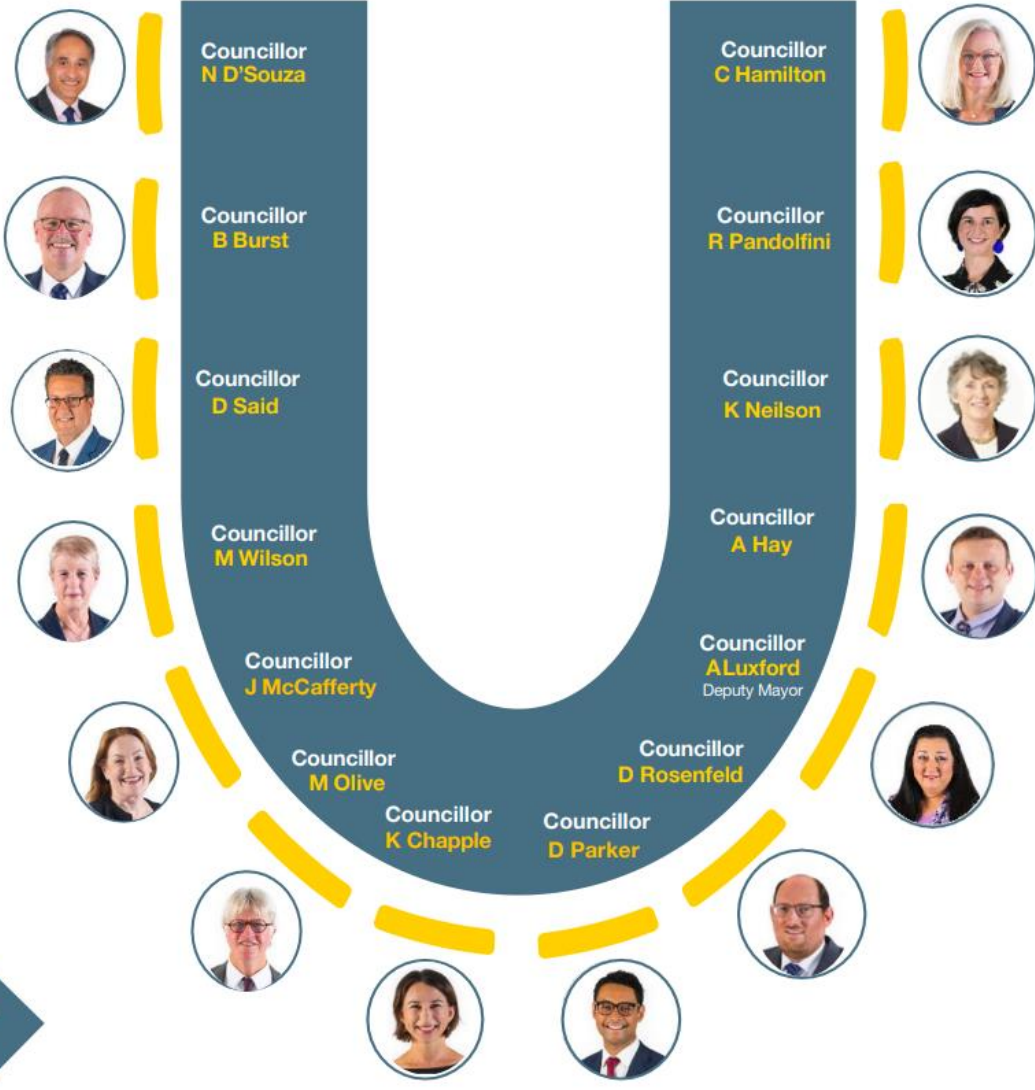 Councillor
N D'Souza
Councillor
C Hamilton
Councillor
B Burst
Councillor
R Pandolfini
Councillor
D Said
Councillor
K Neilson
Councillor
M Wilson
Councillor
A Hay
Councillor
J McCafferty
Councillor
ALuxford
Deputy Mayor
Councillor
M Olive
Councillor
D Rosenfeld
Councillor
K Chapple
Councillor
D Parker